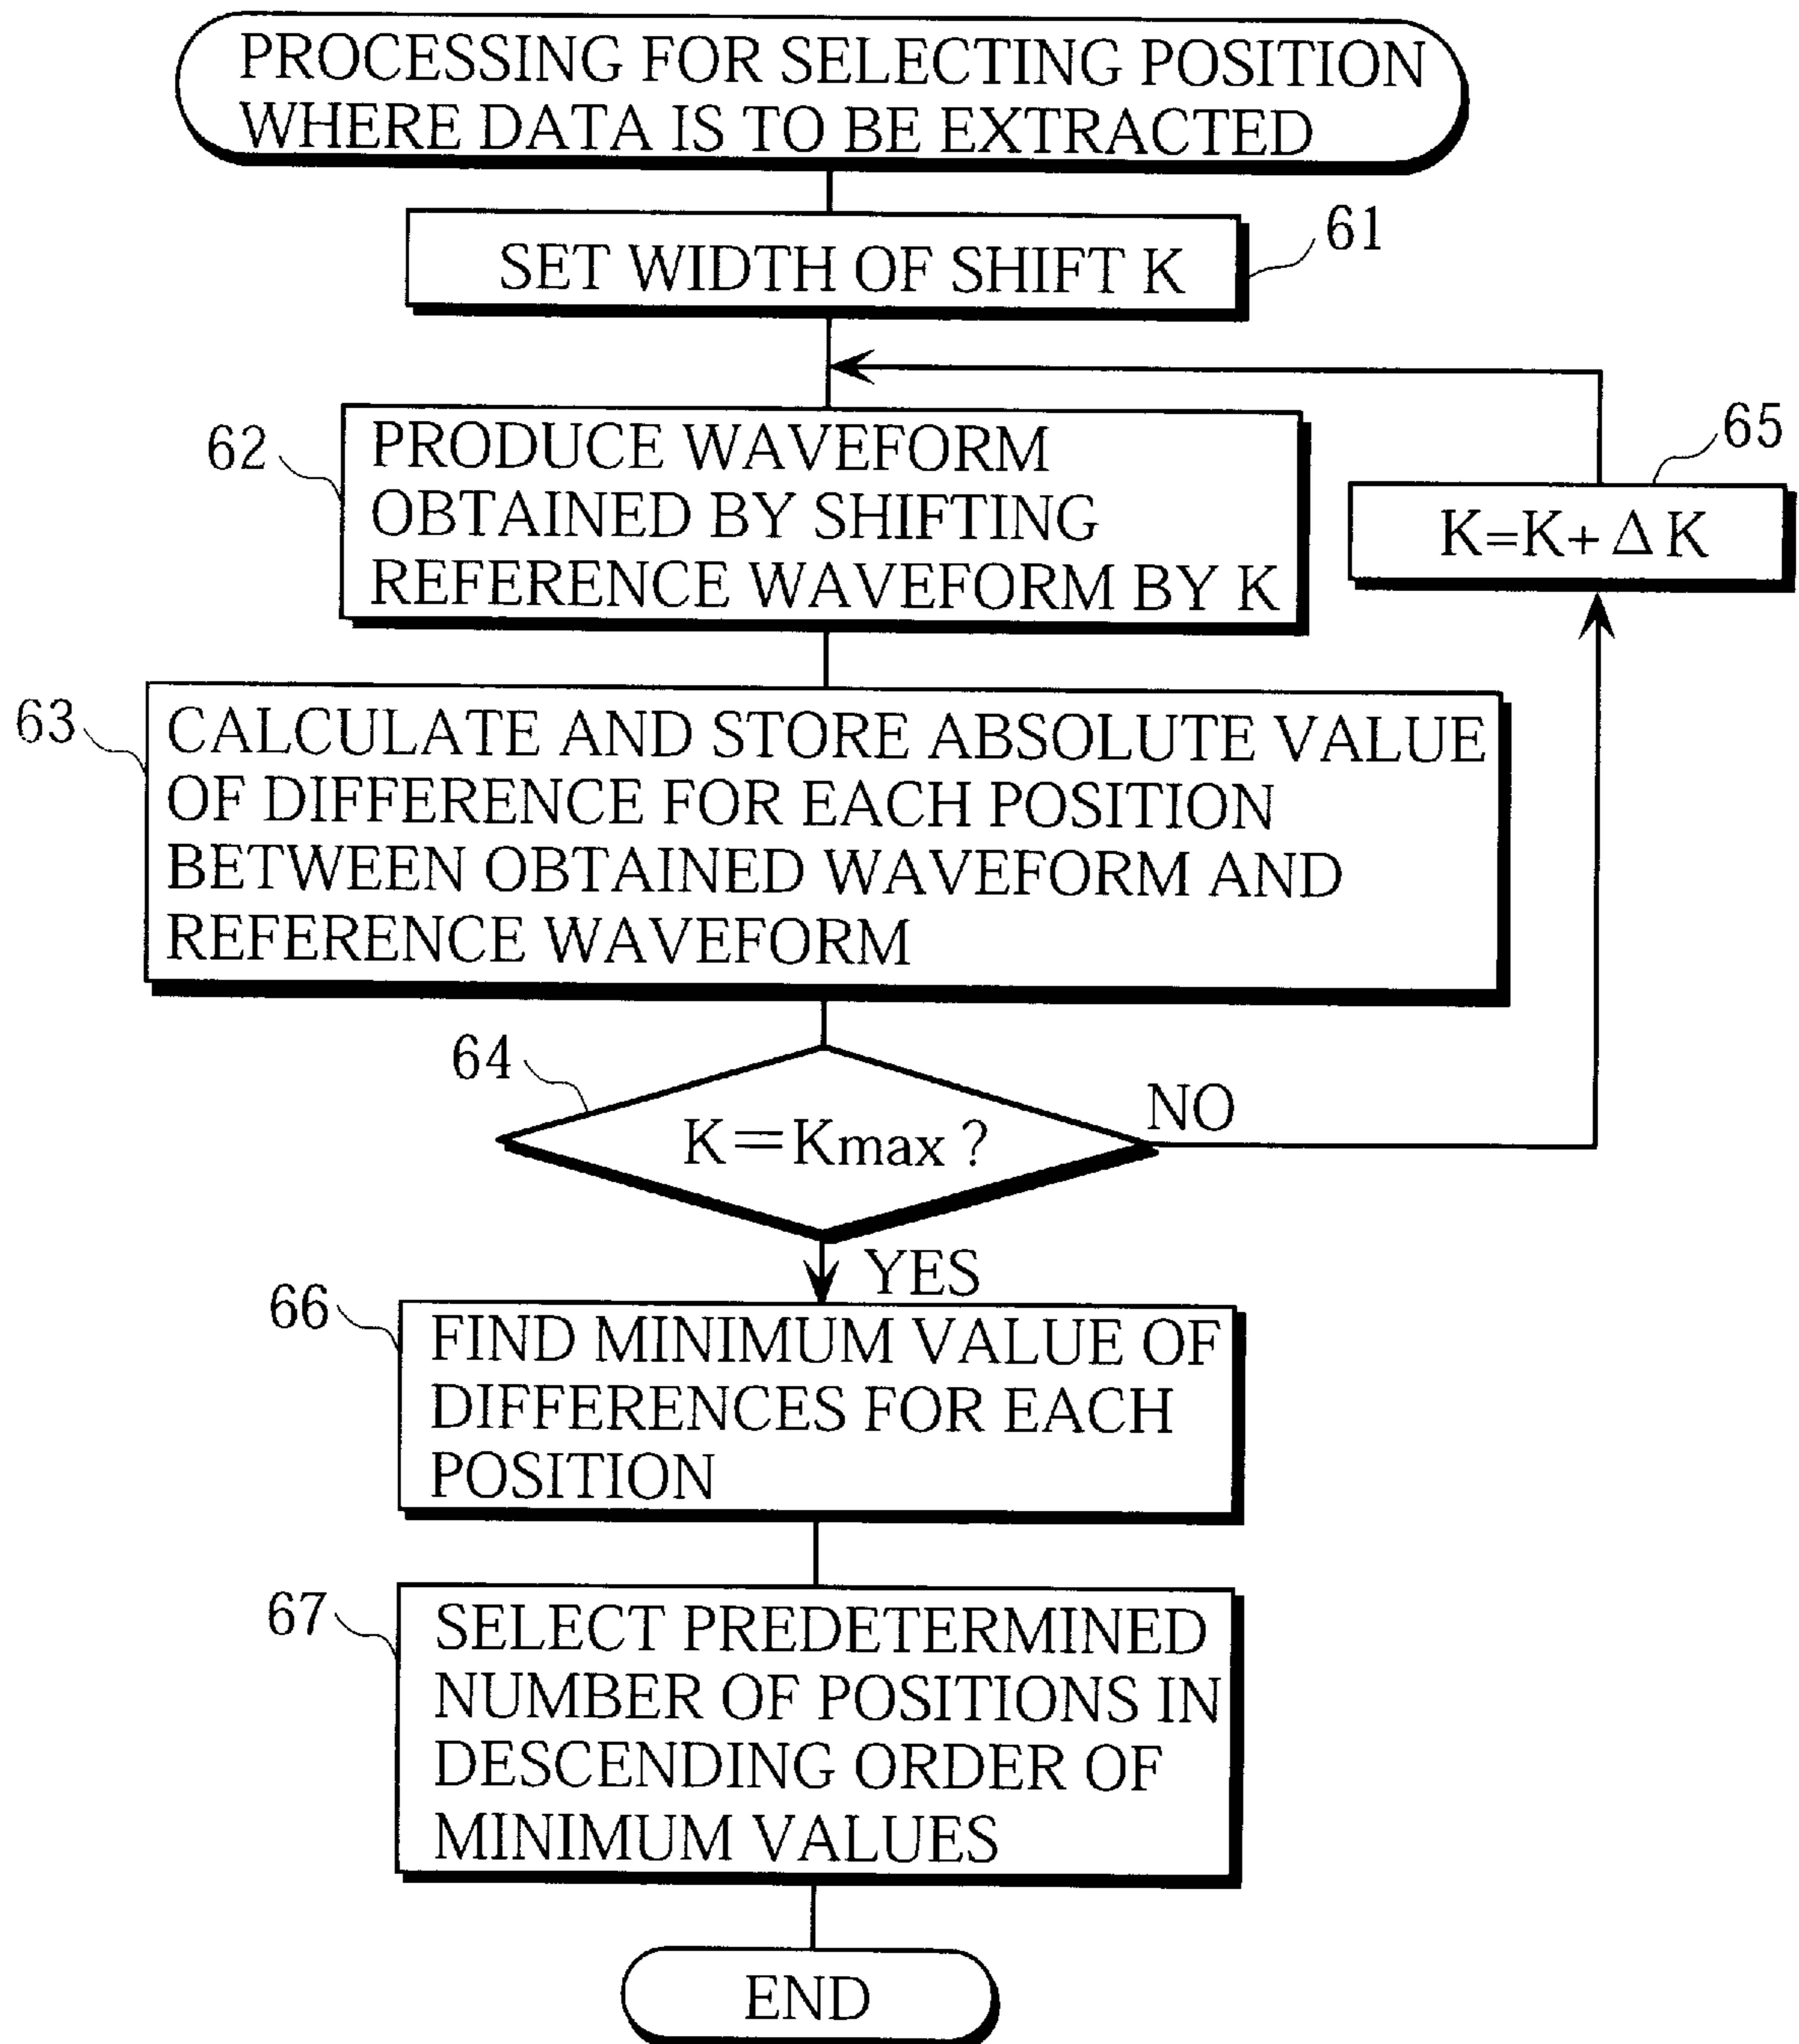 PROCESSING FOR SELECTING POSITION
WHERE DATA IS TO BE EXTRACTED
61
SET WIDTH OF SHIFT K
62
PRODUCE WAVEFORM
OBTAINED BY SHIFTING
REFERENCE WAVEFORM BY K
65
K=K+ΔK
63
CALCULATE AND STORE ABSOLUTE VALUE
OF DIFFERENCE FOR EACH POSITION
BETWEEN OBTAINED WAVEFORM AND
REFERENCE WAVEFORM
64
K=Kmax?
NO
YES
66
FIND MINIMUM VALUE OF
DIFFERENCES FOR EACH
POSITION
67
SELECT PREDETERMINED
NUMBER OF POSITIONS IN
DESCENDING ORDER OF
MINIMUM VALUES
END